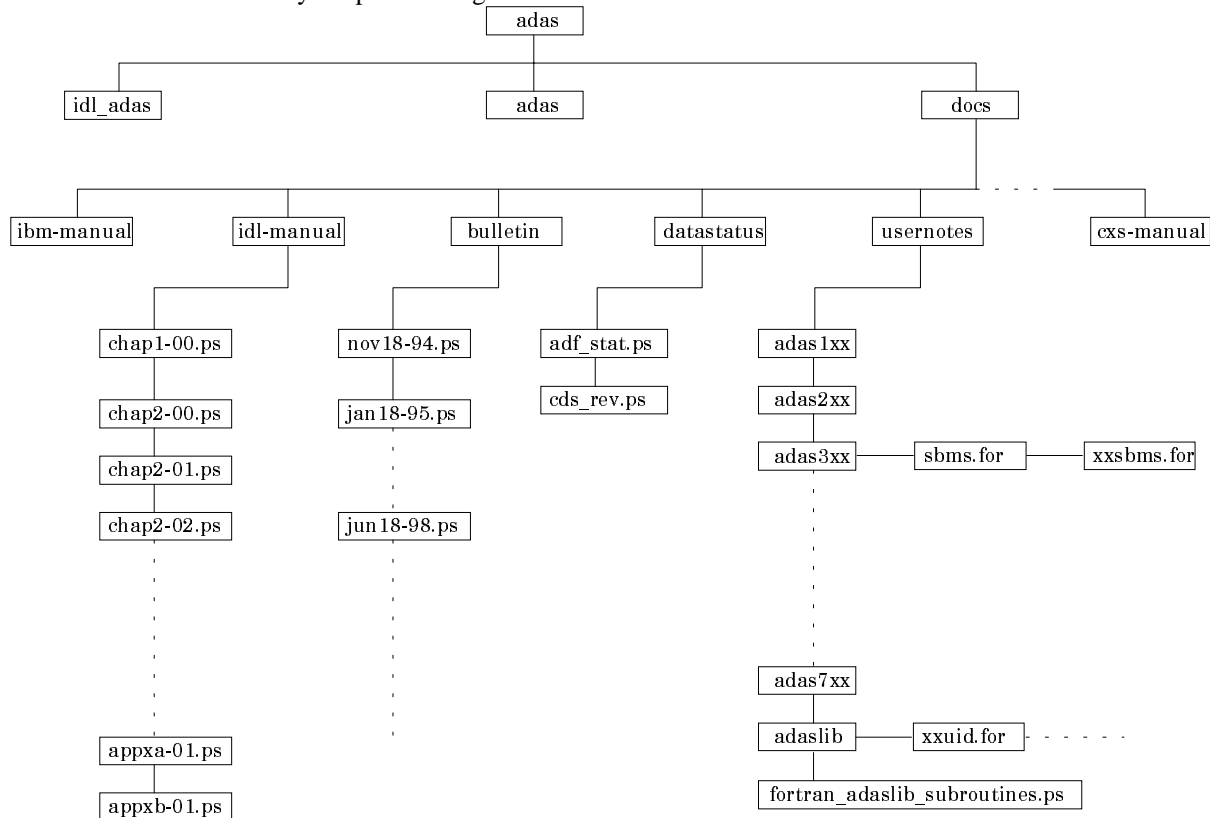 adas
idl_adas adas docs
ibm-manual idl-manual bulletin datastatus usernotes cxs-manual
chap1-00.ps nov18-94.ps adf_stat.ps adas1xx
chap2-00.ps jan18-95.ps cds_rev.ps adas2xx
chap2-01.ps adas3xx sbms.for xxsbms.for
chap2-02.ps jun18-98.ps
adas7xx
appxa-01.ps adaslib xxuid.for
appxb-01.ps fortran_adaslib_subroutines.ps